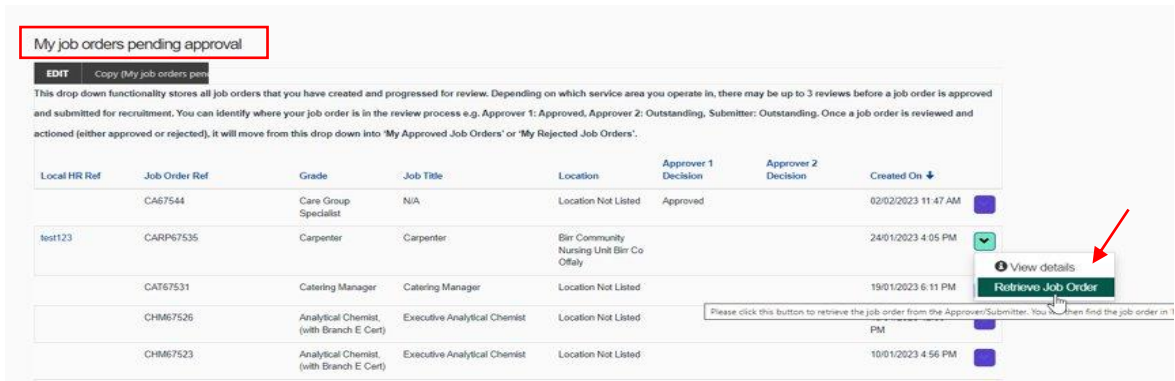 My job orders pending approval
EDIT Copy (My job orders pend
This drop down functionality stores all job orders that you have created and progressed for review. Depending on which service area you operate in, there may be up to 3 reviews before a job order is approved
and submitted for recruitment. You can identify where your job order is in the review process e.g. Approver 1: Approved, Approver 2: Outstanding, Submitter: Outstanding. Once a job order is reviewed and
actioned (either approved or rejected), it will move from this drop down into 'My Approved Job Orders' or 'My Rejected Job Orders'.
Local HR Ref Job Order Ref Grade Job Title Location Approver 1 Decision Approver 2 Decision Created On
CA67544 Care Group Specialist N/A Location Not Listed Approved 02/02/2023 11:47 AM
test123 CARP67535 Carpenter Carpenter Birr Community Nursing Unit Birr Co Offaly 24/01/2023 4:05 PM
View details
Retrieve Job Order
CAT67531 Catering Manager Catering Manager Location Not Listed 19/01/2023 6:11 PM
Please click this button to retrieve the job order from the Approver/Submitter. You then find the job order in
CHM67526 Analytical Chemist, (with Branch E Cert) Executive Analytical Chemist Location Not Listed PM
CHM67523 Analytical Chemist, (with Branch E Cert) Executive Analytical Chemist Location Not Listed 10/01/2023 4:56 PM